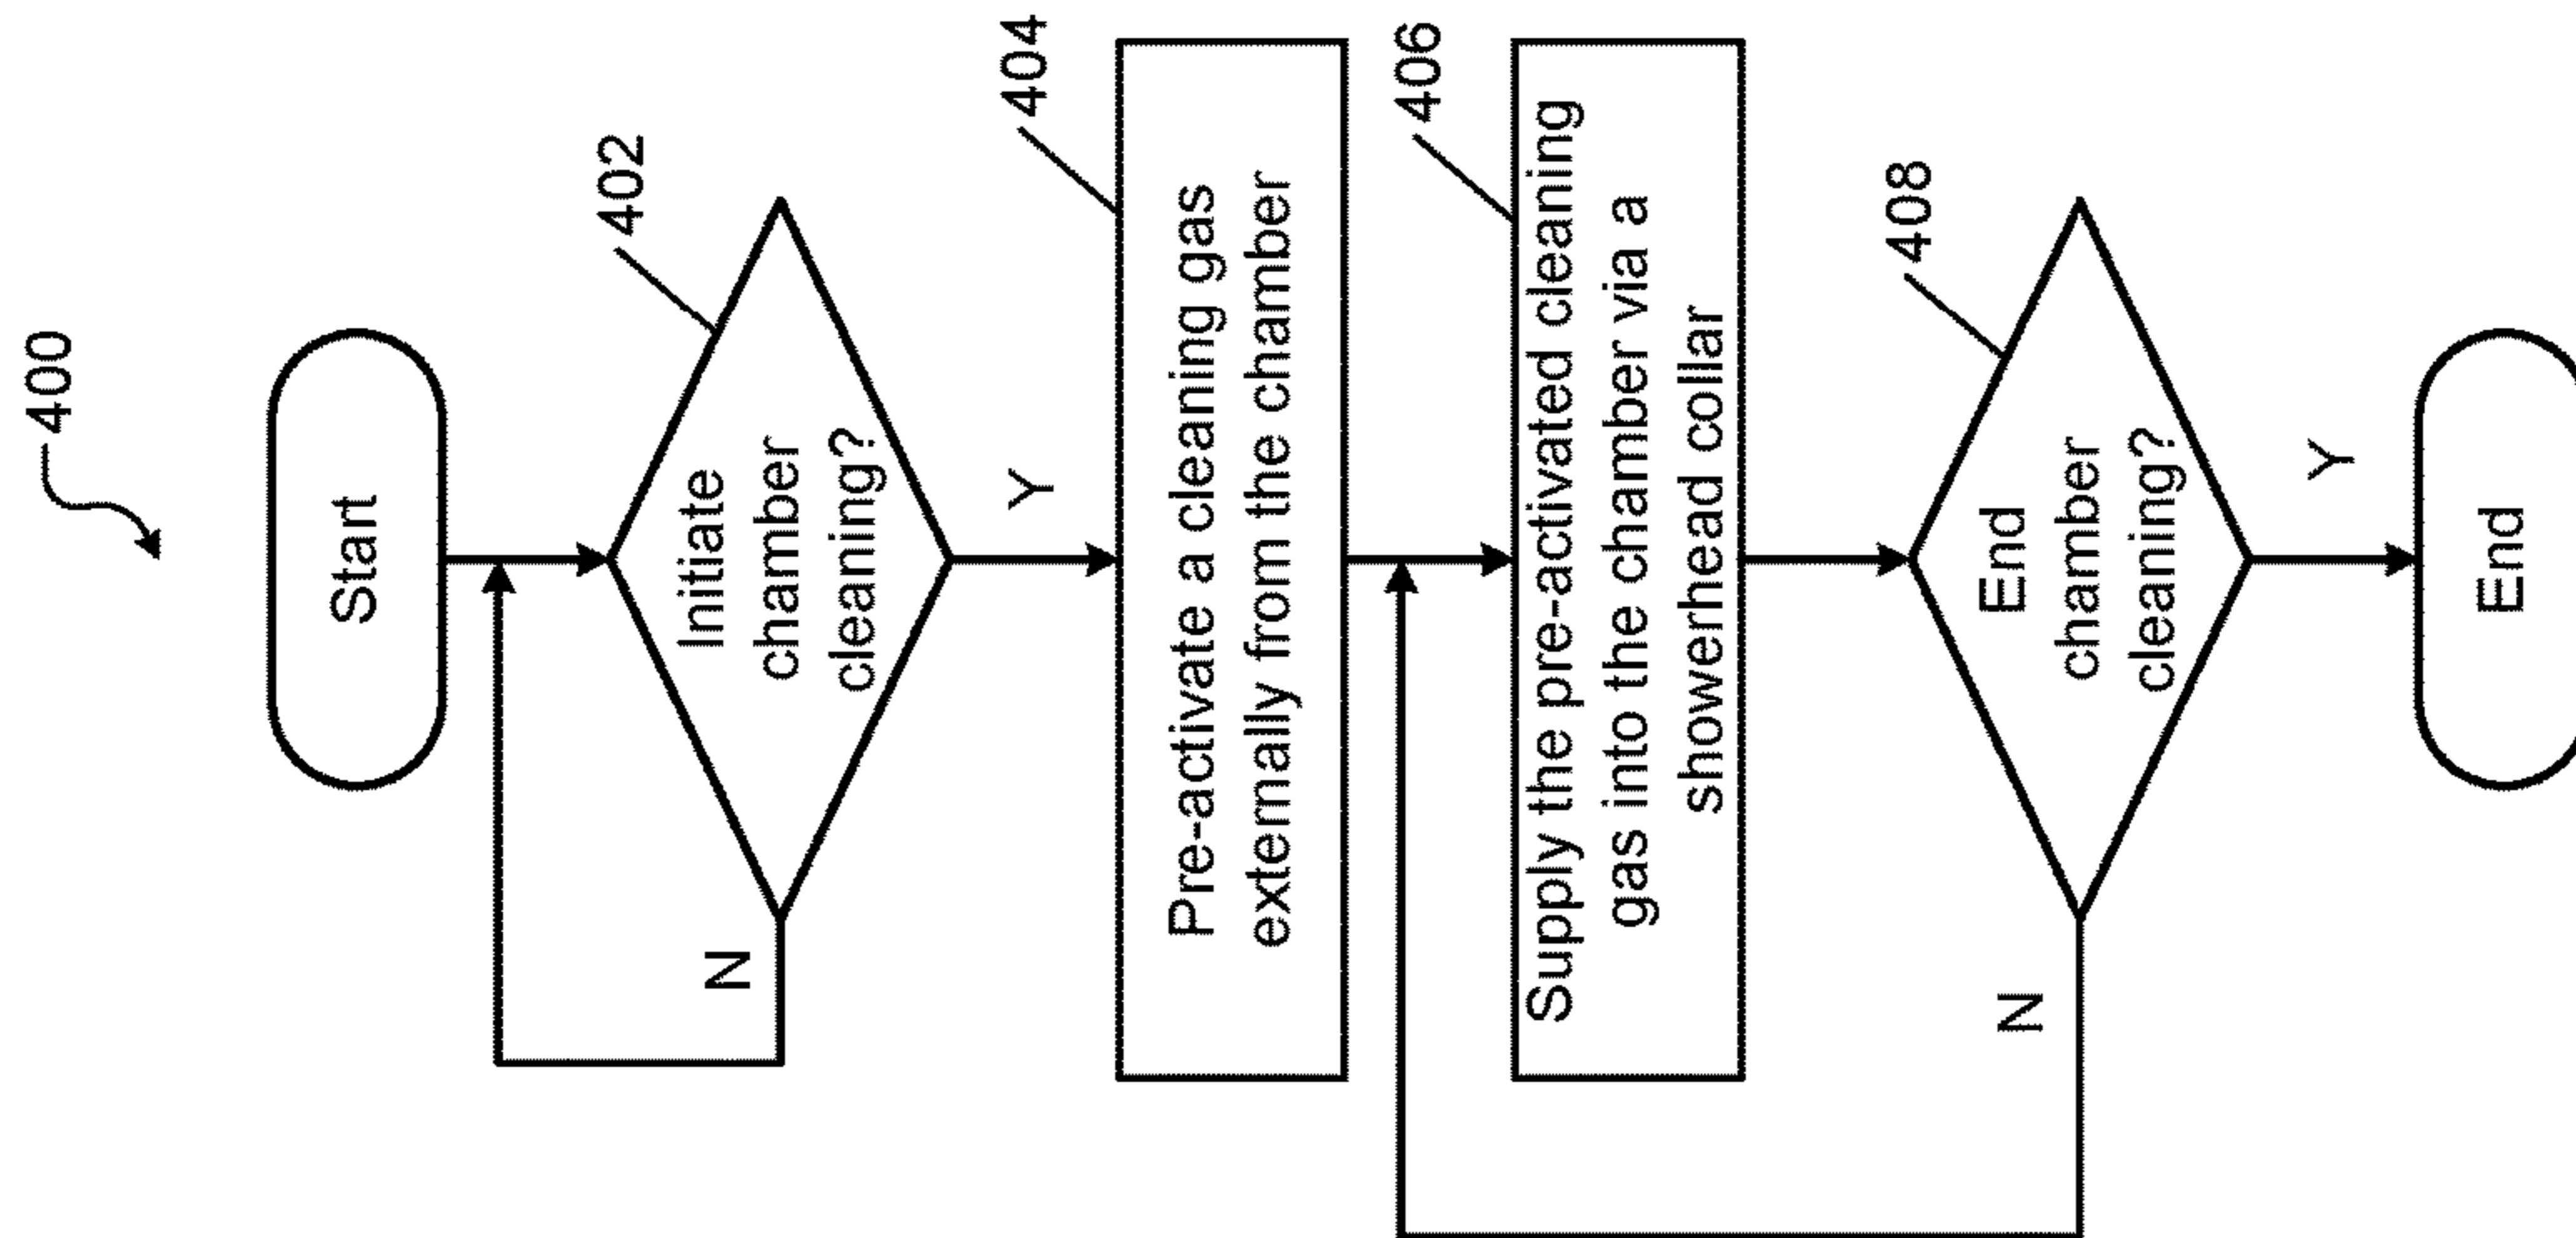 400
Start
402
Initiate
chamber
cleaning?
N
Y
404
Pre-activate a cleaning gas
externally from the chamber
406
Supply the pre-activated cleaning
gas into the chamber via a
showerhead collar
408
End
chamber
cleaning?
N
Y
End